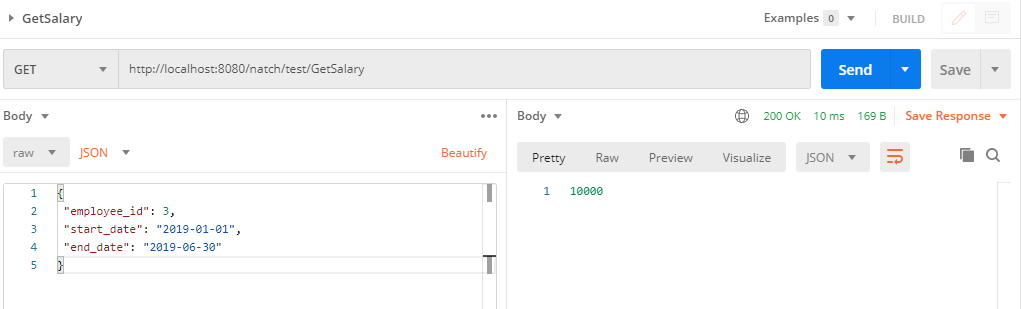 GetSalary Examples 0 BUILD
GET http://localhost:8080/natch/test/GetSalary Send Save
Body
raw JSON Beautify
1 {
2 "employee_id": 3,
3 "start_date": "2019-01-01",
4 "end_date": "2019-06-30"
5 }
Body 200 OK 10 ms 169 B Save Response
Pretty Raw Preview Visualize JSON
1 10000